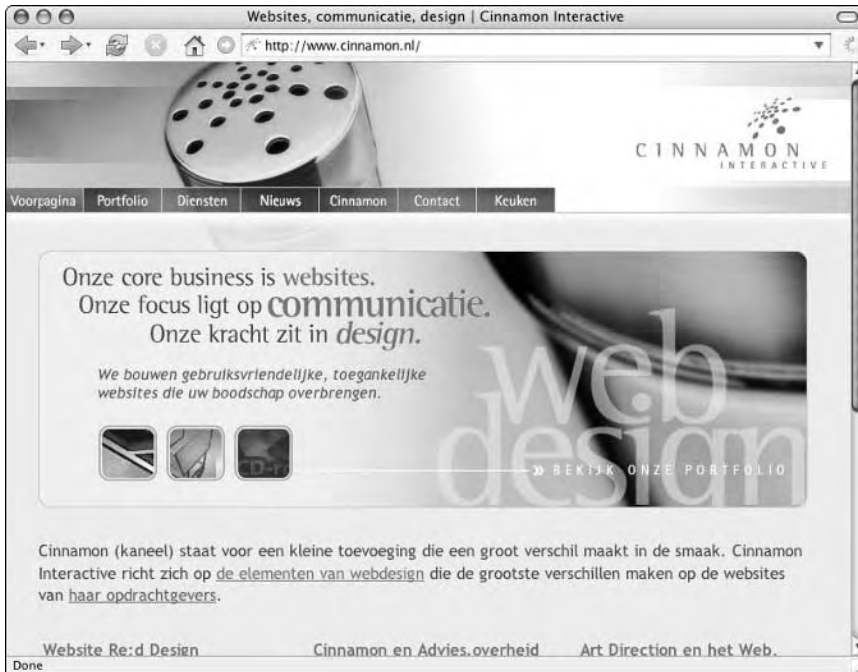 Websites, communicatie, design | Cinnamon Interactive
http://www.cinnamon.nl/
CINNAMON
INTERACTIVE
Voorpagina Portfolio Diensten Nieuws Cinnamon Contact Keuken
Onze core business is websites.
Onze focus ligt op communicatie.
Onze kracht zit in design.
We bouwen gebruiksvriendelijke, toegankelijke
websites die uw boodschap overbrengen.
web
design
CD-ro
» BEKIJK ONZE PORTFOLIO
Cinnamon (kaneel) staat voor een kleine toevoeging die een groot verschil maakt in de smaak. Cinnamon
Interactive richt zich op de elementen van webdesign die de grootste verschillen maken op de websites
van haar opdrachtgevers.
Website Re:d Design Cinnamon en Advies.overheid Art Direction en het Web.
Done